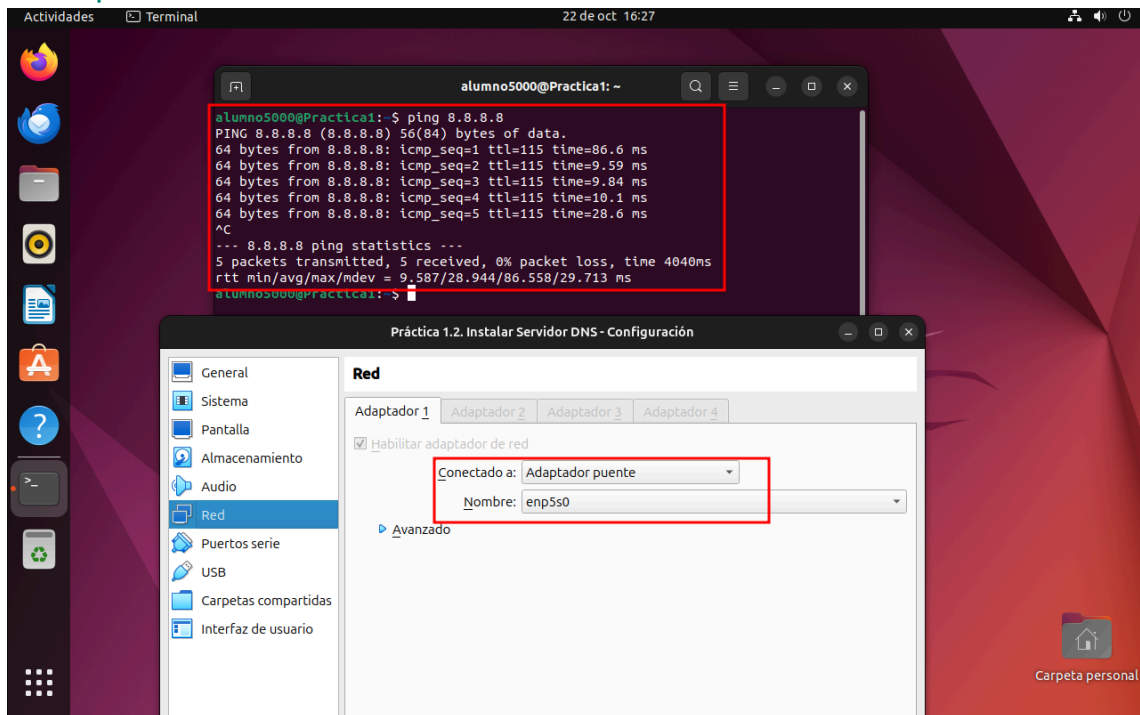 Actividades
Terminal
22 de oct 16:27
alumno5000@Practica1: ~
alumno5000@Practica1:~$ ping 8.8.8.8
PING 8.8.8.8 (8.8.8.8) 56(84) bytes of data.
64 bytes from 8.8.8.8: icmp_seq=1 ttl=115 time=86.6 ms
64 bytes from 8.8.8.8: icmp_seq=2 ttl=115 time=9.59 ms
64 bytes from 8.8.8.8: icmp_seq=3 ttl=115 time=9.84 ms
64 bytes from 8.8.8.8: icmp_seq=4 ttl=115 time=10.1 ms
64 bytes from 8.8.8.8: icmp_seq=5 ttl=115 time=28.6 ms
^C
--- 8.8.8.8 ping statistics ---
5 packets transmitted, 5 received, 0% packet loss, time 4040ms
rtt min/avg/max/mdev = 9.587/28.944/86.558/29.713 ms
alumno5000@Practica1:~$
Práctica 1.2. Instalar Servidor DNS - Configuración
General
Sistema
Pantalla
Almacenamiento
Audio
Red
Puertos serie
USB
Carpetas compartidas
Interfaz de usuario
Red
Adaptador 1
Adaptador 2
Adaptador 3
Adaptador 4
Habilitar adaptador de red
Conectado a: Adaptador puente
Nombre: enp5s0
Avanzado
Carpeta personal